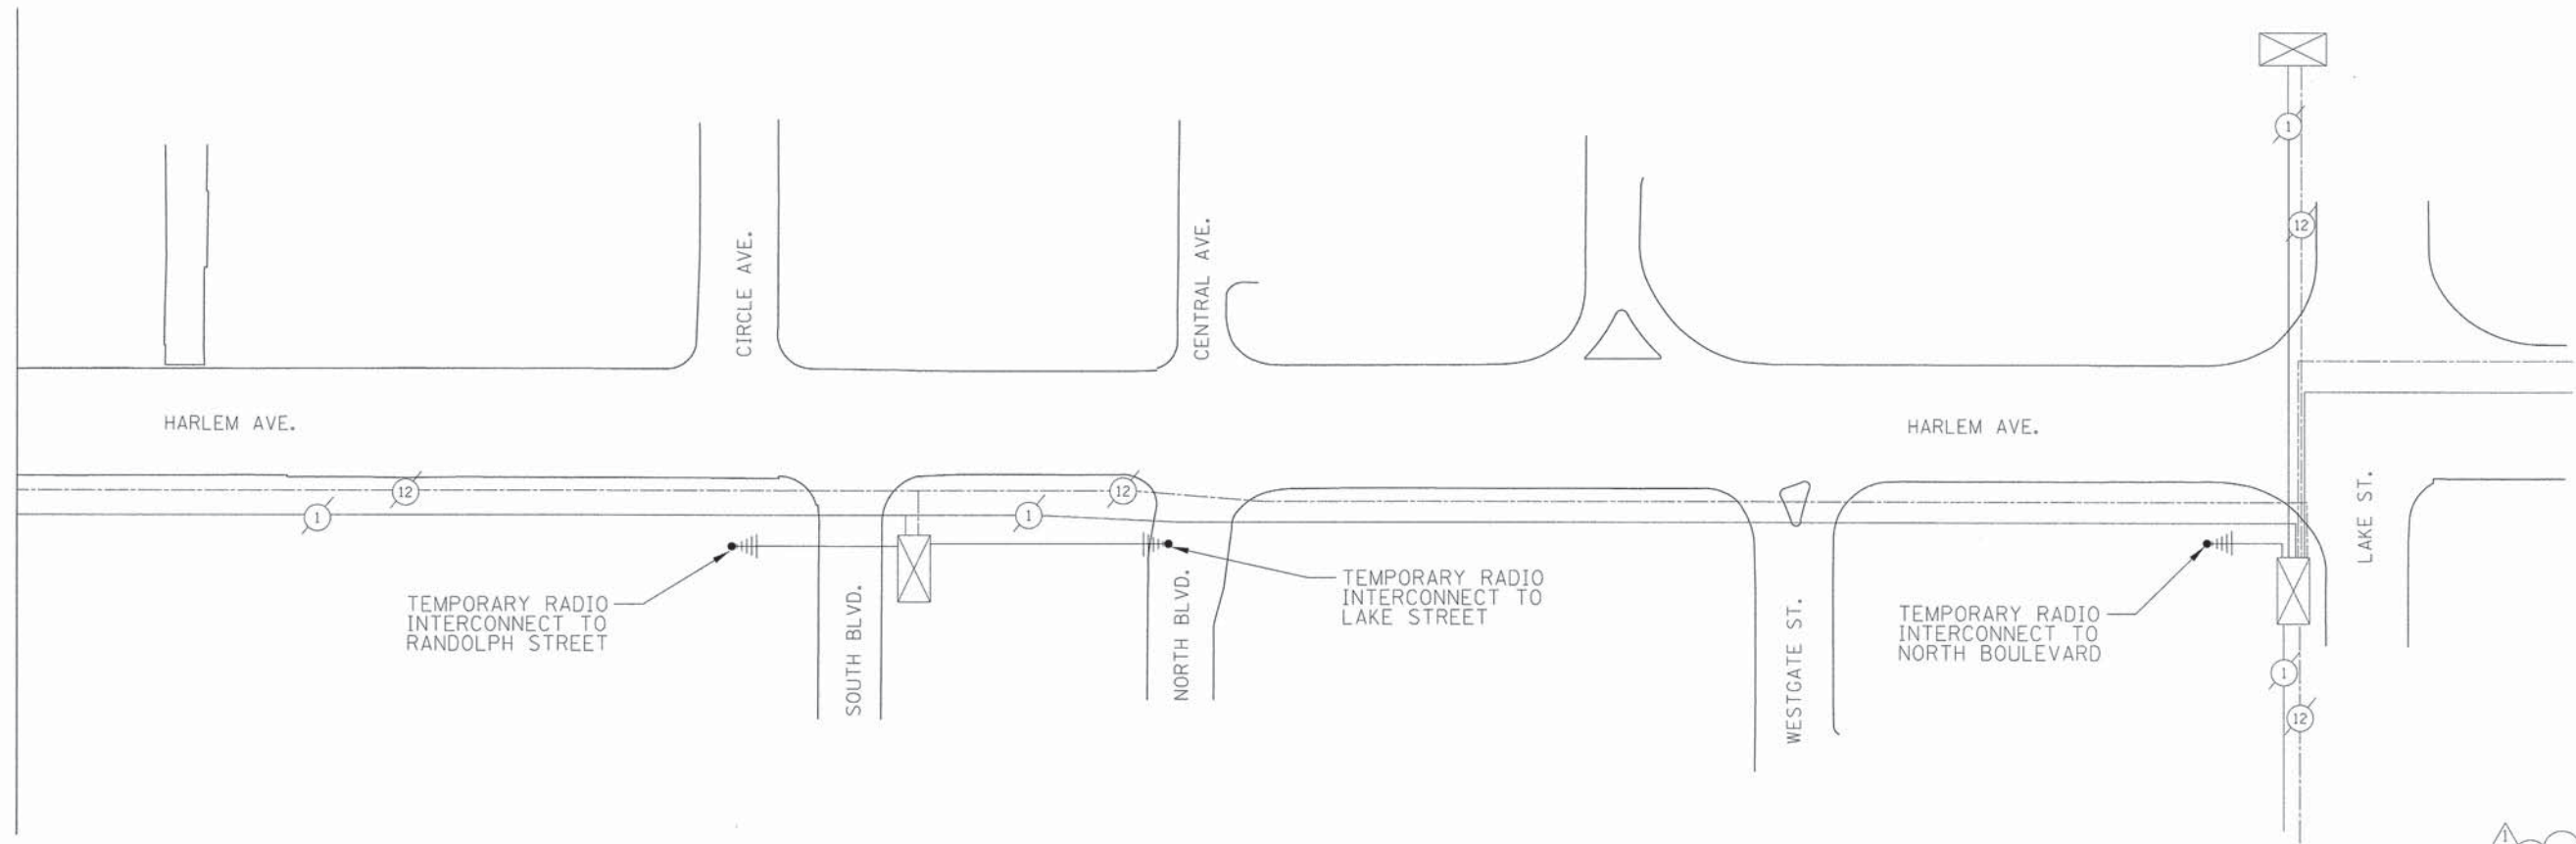 1
12
CIRCLE AVE.
CENTRAL AVE.
HARLEM AVE.
HARLEM AVE.
12
12
1
1
LAKE ST.
TEMPORARY RADIO
INTERCONNECT TO
RANDOLPH STREET
SOUTH BLVD.
NORTH BLVD.
TEMPORARY RADIO
INTERCONNECT TO
LAKE STREET
WESTGATE ST.
TEMPORARY RADIO
INTERCONNECT TO
NORTH BOULEVARD
1
12
1